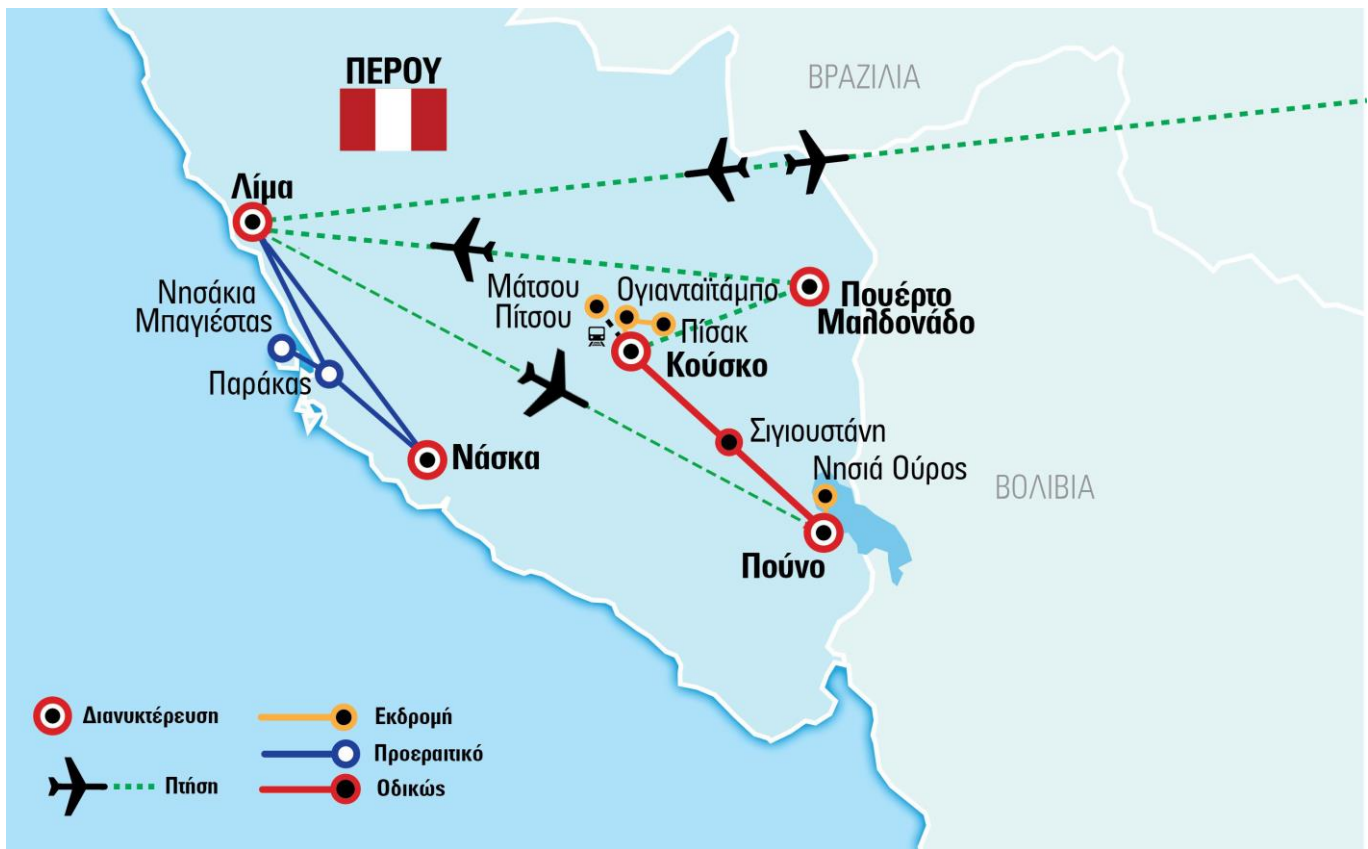 ΠΕΡΟΥ
ΒΡΑΖΙΛΙΑ
Λίμα
Νησάκια
Μπαγιέστας
Παράκας
Νάσκα
Μάτσου
Πίτσου
Ογιανταϊτάμπο
Πίσακ
Κούσκο
Πουέρτο
Μαλδονάδο
Σιγιουστάνη
Νησιά Ούρος
Πούνο
ΒΟΛΙΒΙΑ
Διανυκτέρευση
Πτήση
Εκδρομή
Προεραιτικό
Οδικώς